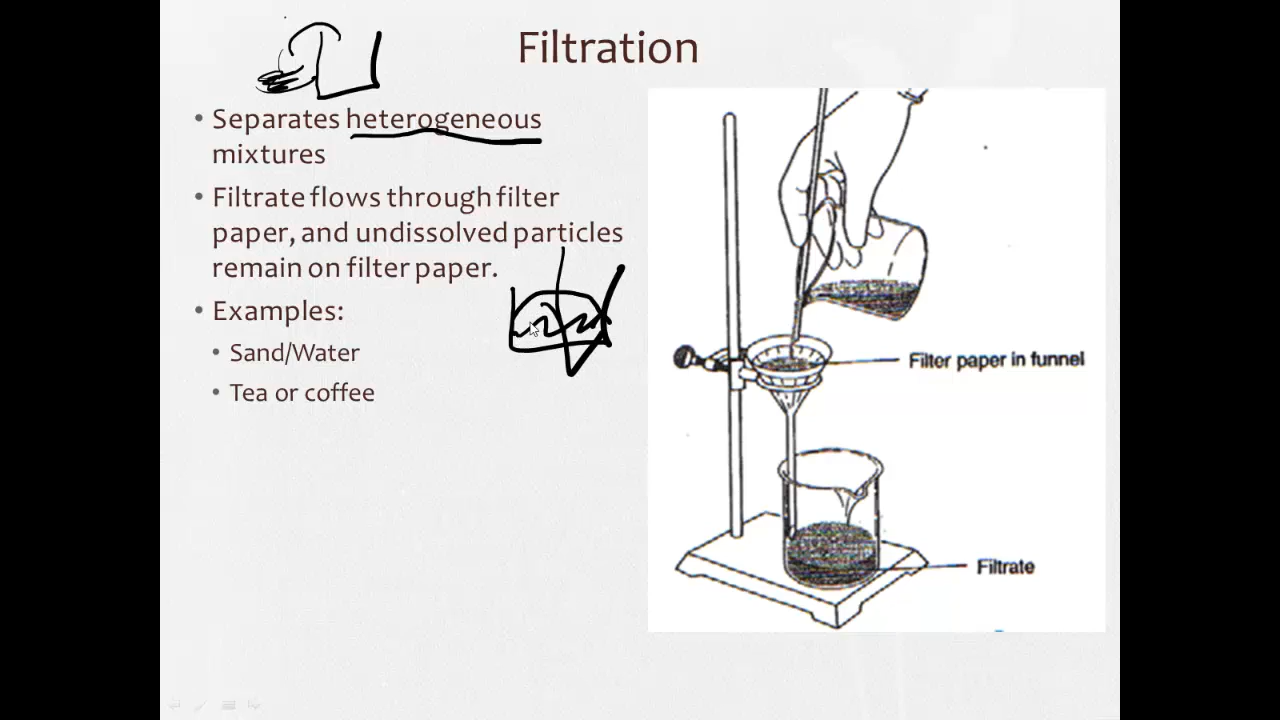 Filtration
Separates heterogeneous
mixtures
Filtrate flows through filter
paper, and undissolved particles
remain on filter paper.
Examples:
Sand/Water
Tea or coffee
Filter paper in funnel
Filtrate